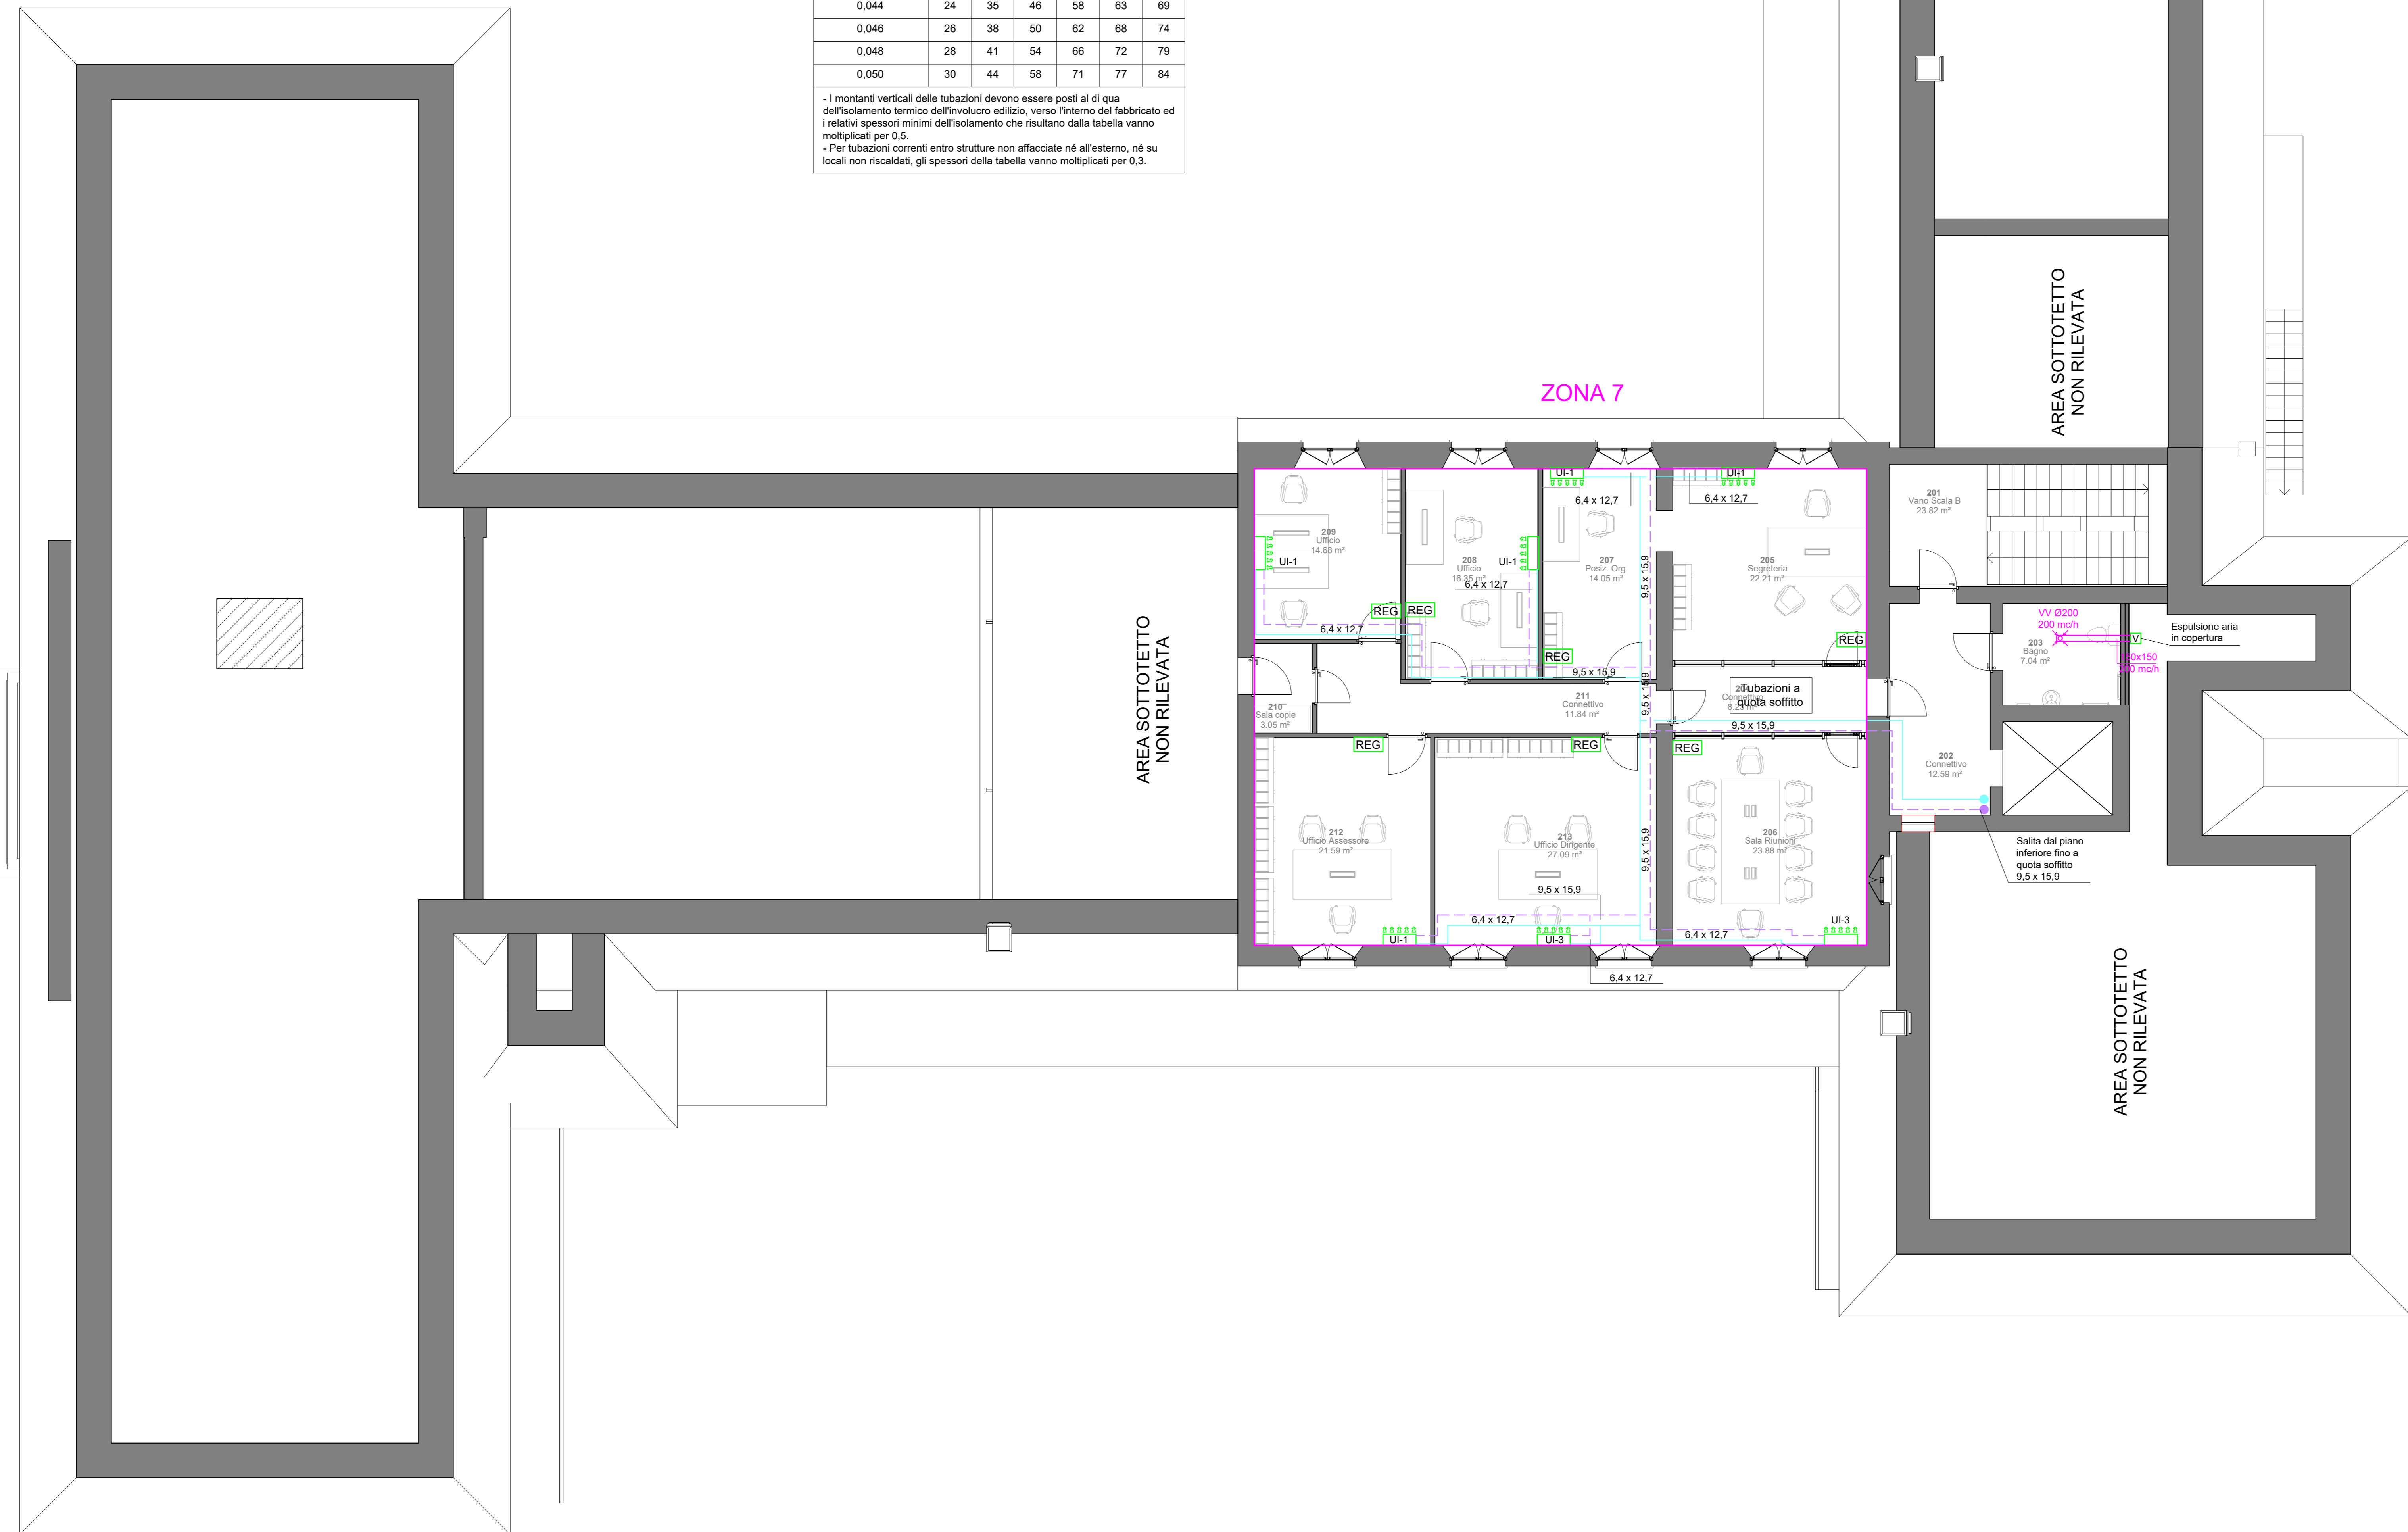 0,044 24 35 46 58 63 69
0,046 26 38 50 62 68 74
0,048 28 41 54 66 72 79
0,050 30 44 58 71 77 84
- I montanti verticali delle tubazioni devono essere posti al di qua
dell'isolamento termico dell'involucro edilizio, verso l'interno del fabbricato ed
i relativi spessori minimi dell'isolamento che risultano dalla tabella vanno
moltiplicati per 0,5.
- Per tubazioni correnti entro strutture non affacciate né all'esterno, né su
locali non riscaldati, gli spessori della tabella vanno moltiplicati per 0,3.
AREA SOTTOTETTO
NON RILEVATA
ZONA 7
UI-1
UI-1
6,4 x 12,7
6,4 x 12,7
201
Vano Scala B
23.82 m²
209
Ufficio
14.68 m²
UI-1
208
Ufficio
16.35 m²
UI-1
6,4 x 12,7
207
Posiz. Org.
14.05 m²
9,5 x 15,9
205
Segreteria
22.21 m²
REG
REG
6,4 x 12,7
REG
REG
VV Ø200
200 mc/h
203
Bagno
7.04 m²
V
Espulsione aria
in copertura
9,5 x 15,9
9,5 x 15,9
AREA SOTTOTETTO
NON RILEVATA
210
Sala copie
3.05 m²
211
Connettivo
11.84 m²
Connettivo
Tubazioni a
quota soffitto
9,5 x 15,9
REG
REG
REG
202
Connettivo
12.59 m²
212
Ufficio Assessore
21.59 m²
213
Ufficio Dirigente
27.09 m²
9,5 x 15,9
206
Sala Riunioni
23.88 m²
Salita dal piano
inferiore fino a
quota soffitto
9,5 x 15,9
9,5 x 15,9
6,4 x 12,7
UI-1
UI-3
6,4 x 12,7
UI-3
6,4 x 12,7
AREA SOTTOTETTO
NON RILEVATA